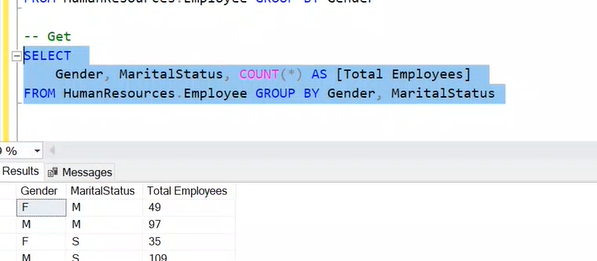 FROM HumanResources.Employee GROUP BY Gender
-- Get
SELECT
Gender, MaritalStatus, COUNT(*) AS [Total Employees]
FROM HumanResources.Employee GROUP BY Gender, MaritalStatus
%
Results Messages
Gender MaritalStatus Total Employees
F M 49
M M 97
F S 35
M S 109